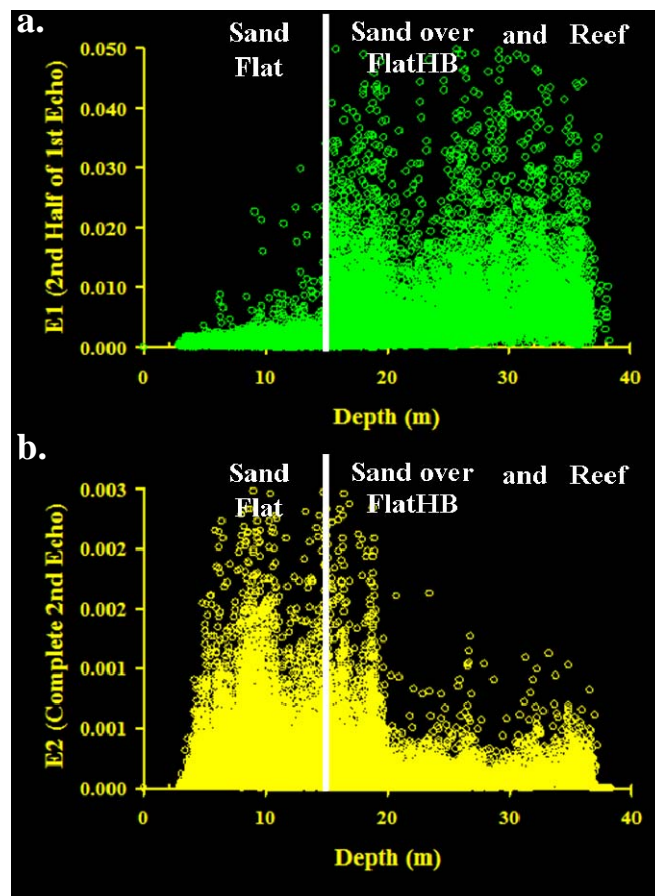 a.
Sand Sand over and Reef
Flat FlatHB
E1 (2nd Half of 1st Echo)
0.050
0.040
0.030
0.020
0.010
0.000
0 10 20 30 40
Depth (m)
b.
Sand Sand over and Reef
Flat FlatHB
E2 (Complete 2nd Echo)
0.003
0.002
0.002
0.001
0.001
0.000
0 10 20 30 40
Depth (m)